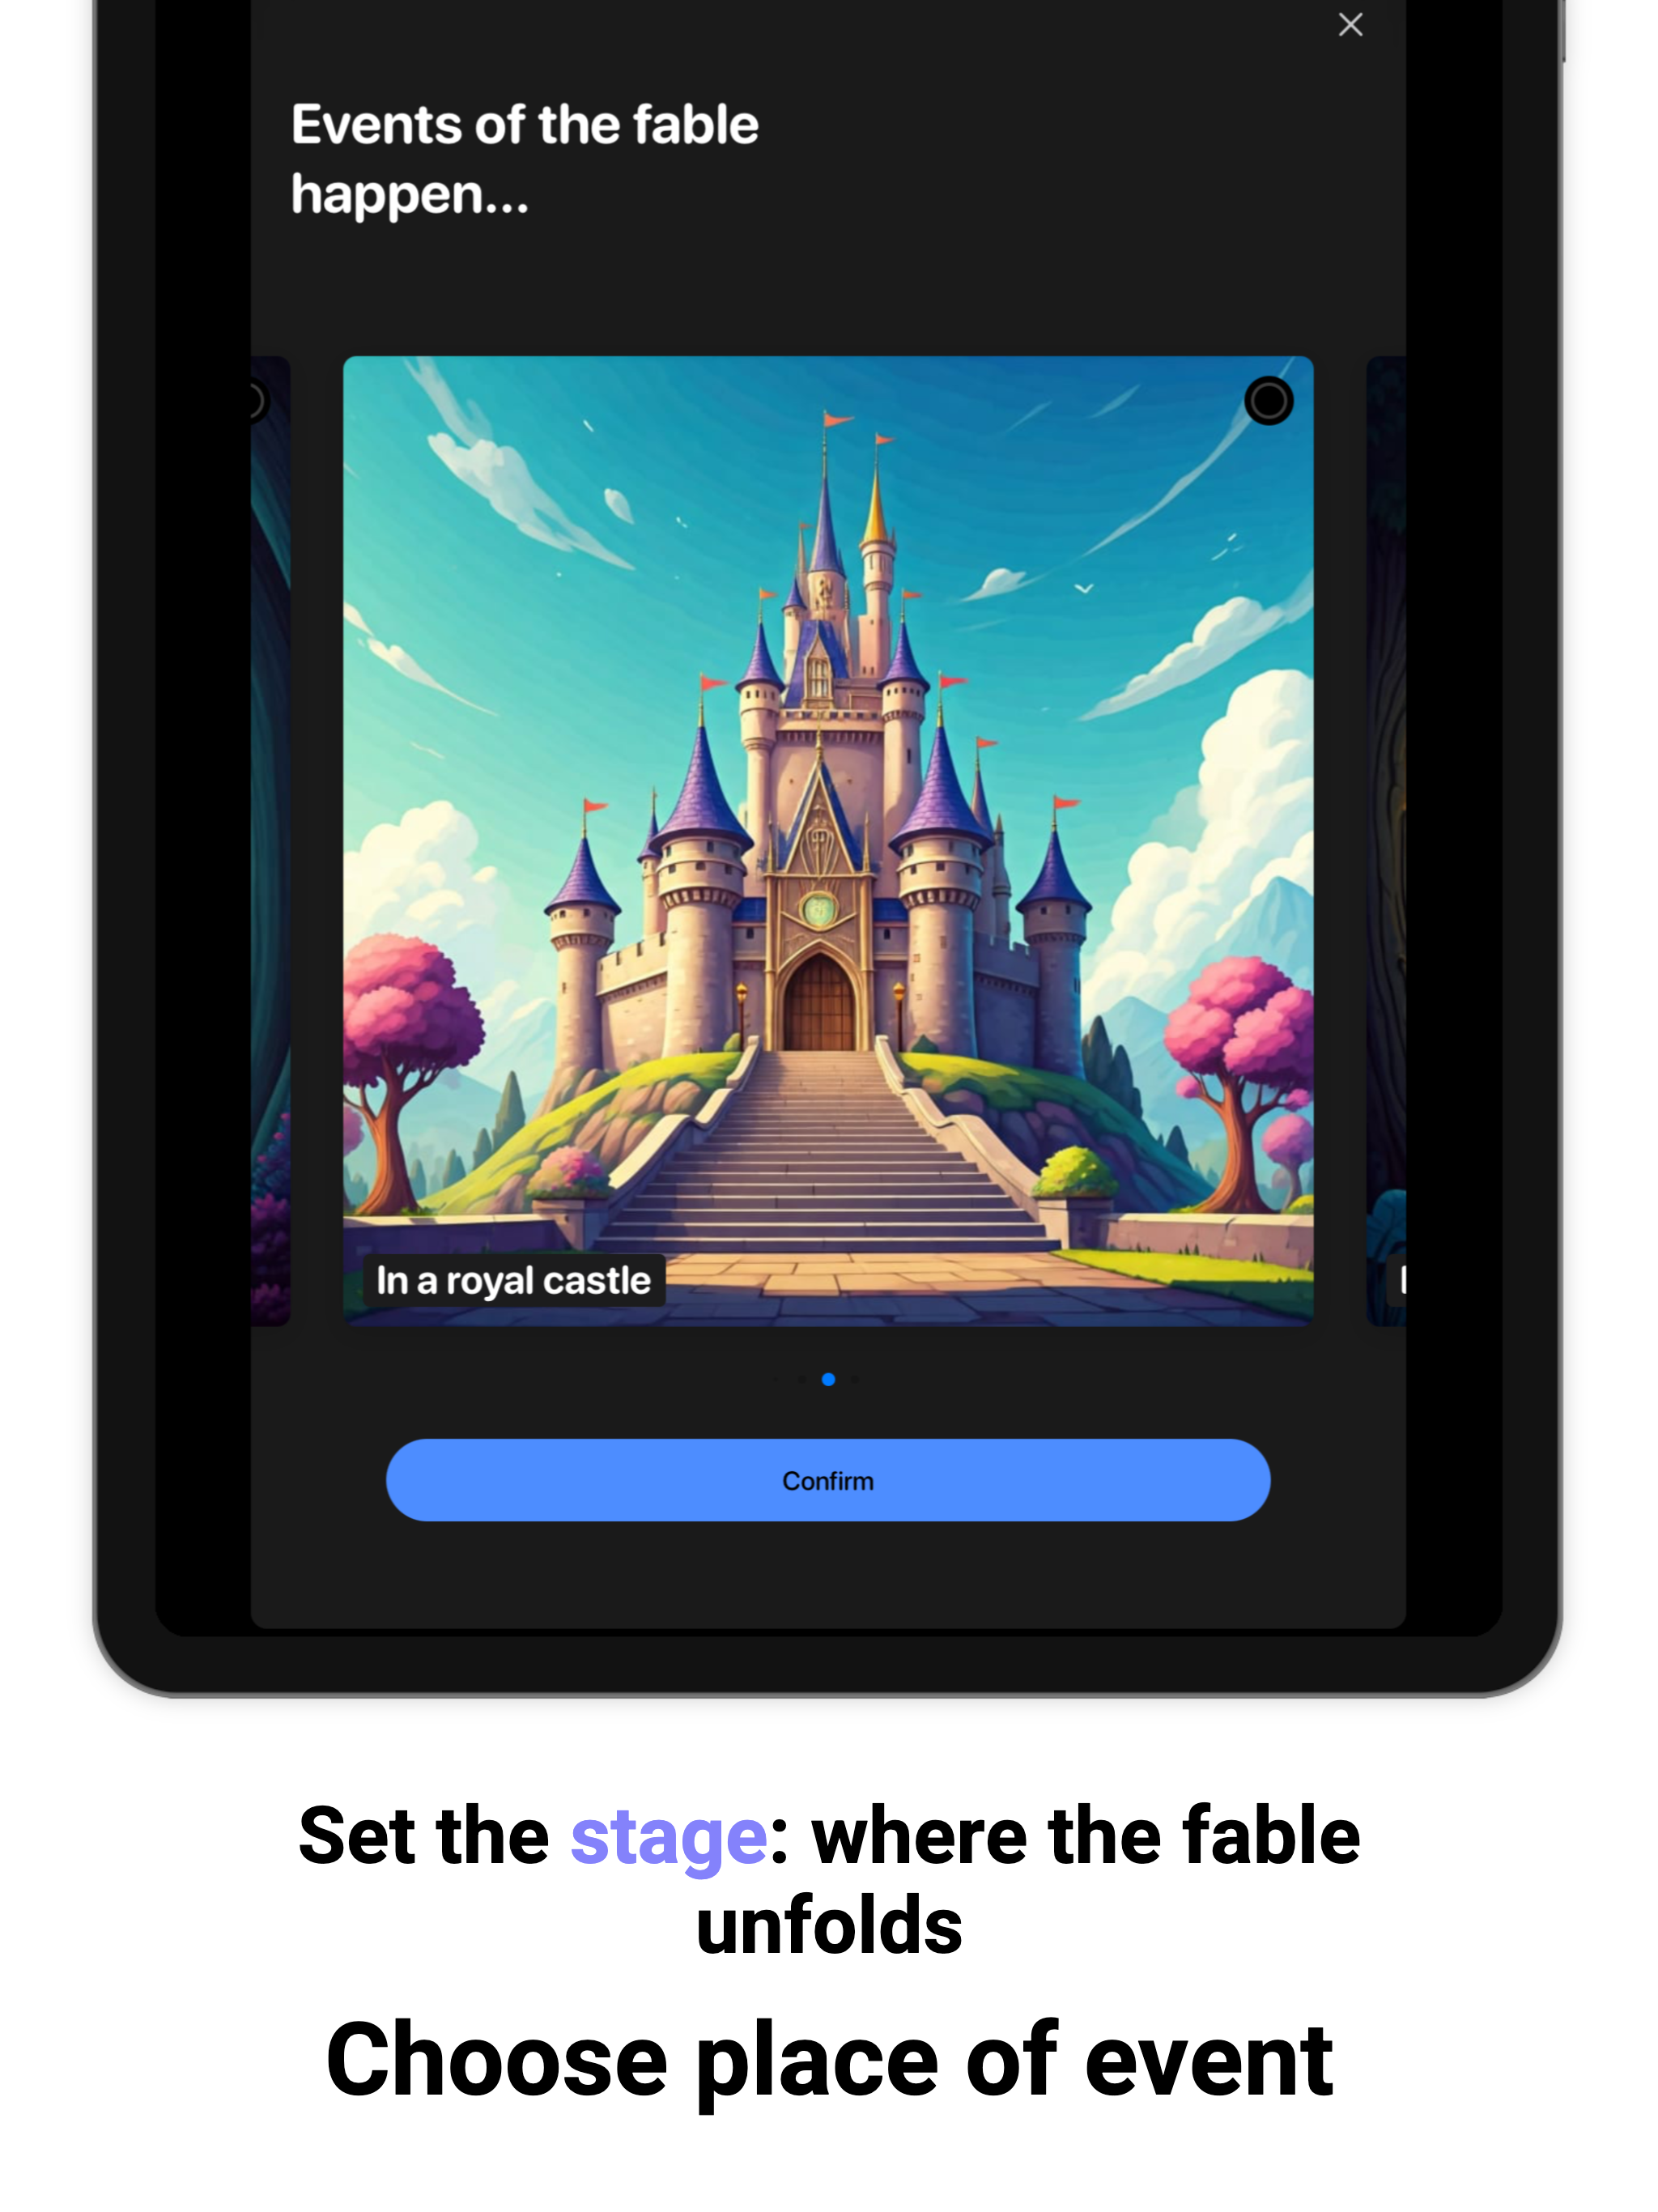 Events of the fable
happen...
In a royal castle
Confirm
Set the stage: where the fable
unfolds
Choose place of event